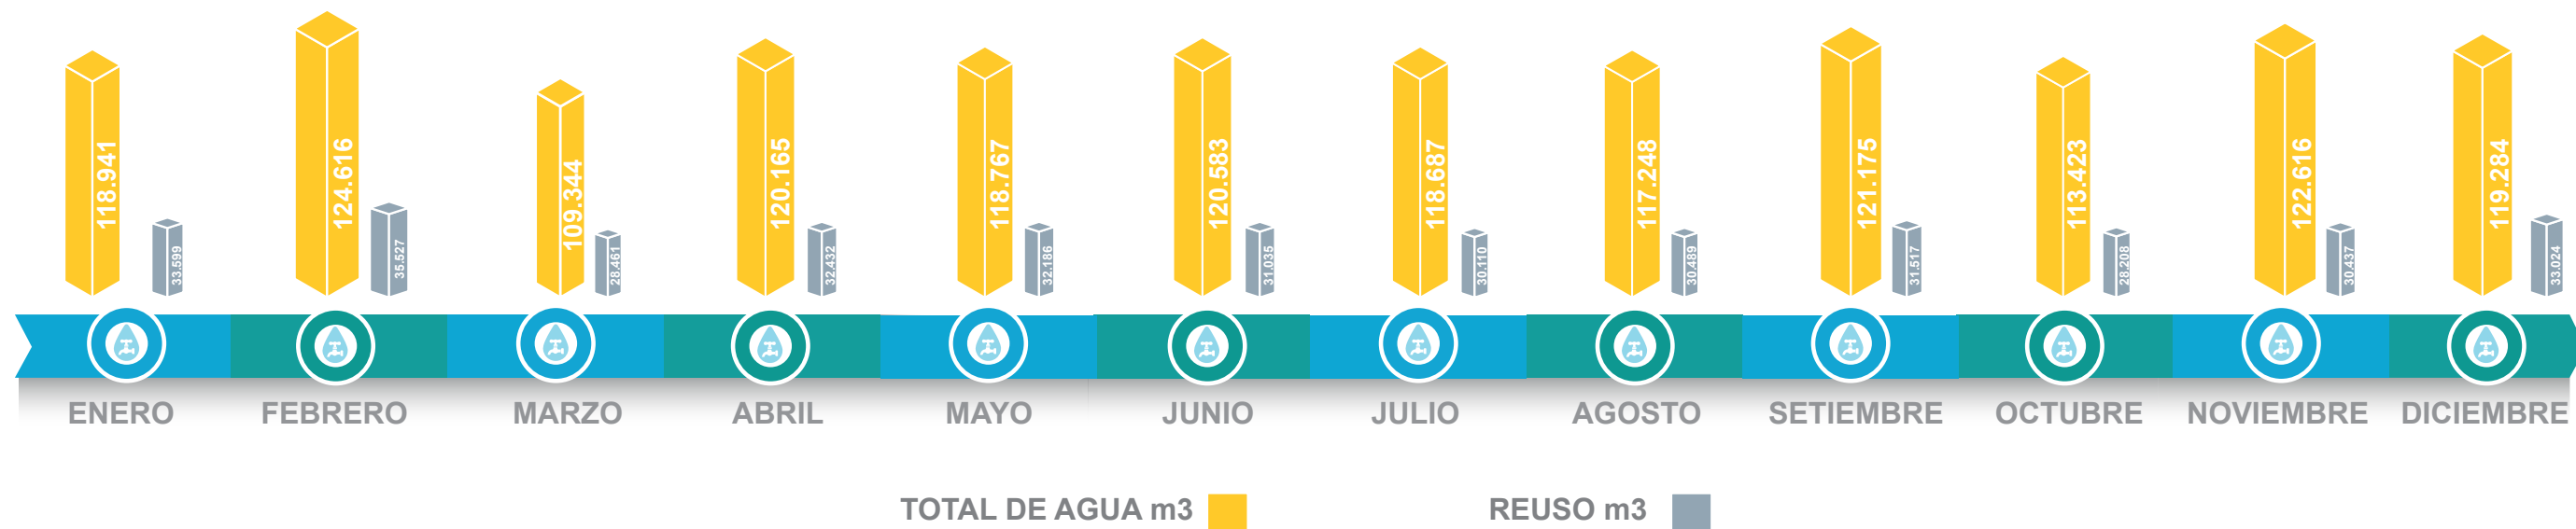 118.941
33.599
124.616
35.527
109.344
28.461
120.165
32.432
118.767
32.186
120.583
31.035
118.687
30.110
117.248
30.489
121.175
31.517
113.423
28.208
122.616
30.437
119.284
33.024
ENERO
FEBRERO
MARZO
ABRIL
MAYO
JUNIO
JULIO
AGOSTO
SETIEMBRE
OCTUBRE
NOVIEMBRE
DICIEMBRE
TOTAL DE AGUA m3
REUSO m3